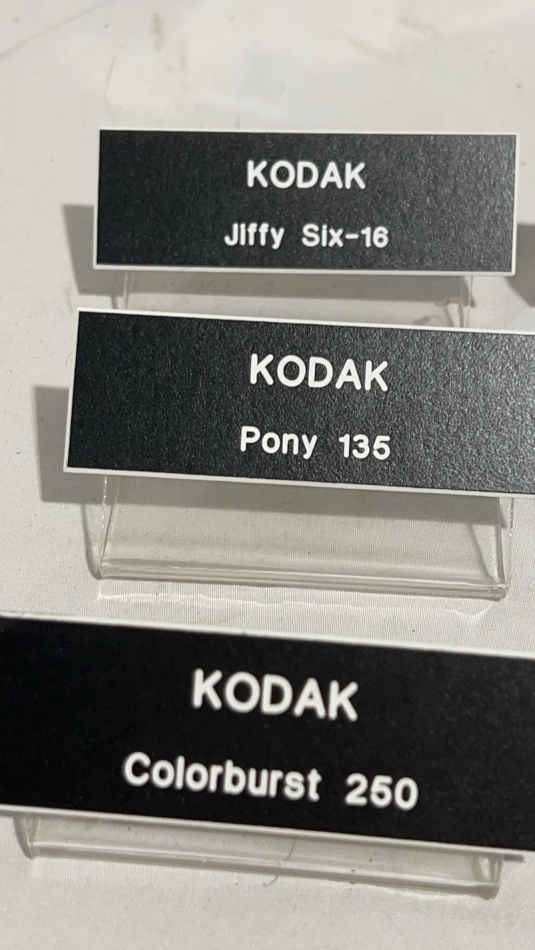 KODAK
Jiffy Six-16
KODAK
Pony 135
KODAK
Colorburst 250